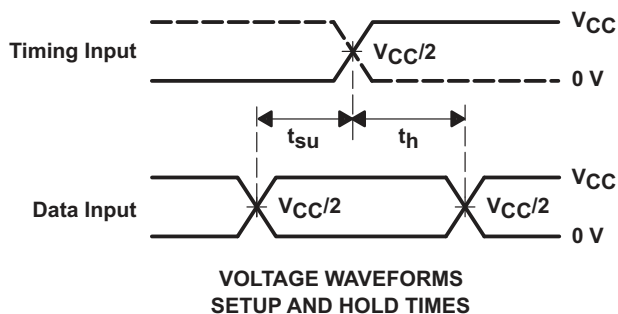 VCC
Timing Input
VCC/2
0 V
tsu
th
VCC
Data Input
VCC/2
VCC/2
0 V
VOLTAGE WAVEFORMS
SETUP AND HOLD TIMES